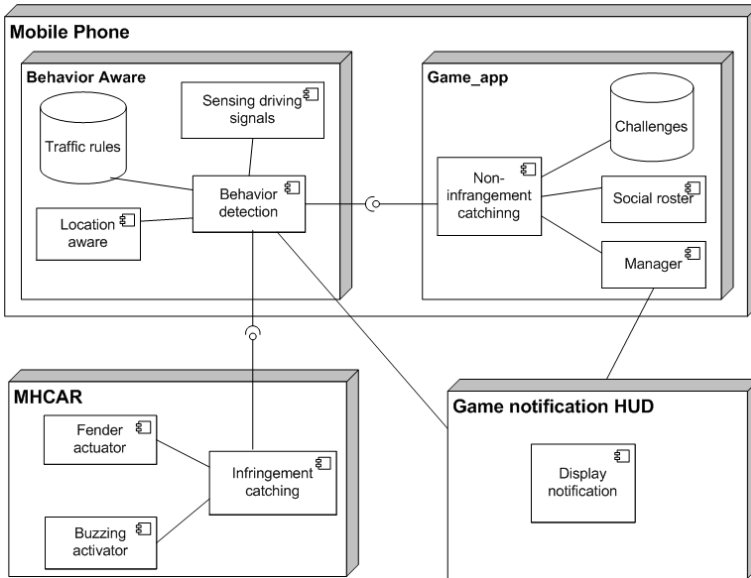 Mobile Phone
Behavior Aware
Traffic rules
Sensing driving
signals
Behavior
detection
Location
aware
Game_app
Challenges
Non-
infrangement
catchinng
Social roster
Manager
MHCAR
Fender
actuator
Infringement
catching
Buzzing
activator
Game notification HUD
Display
notification